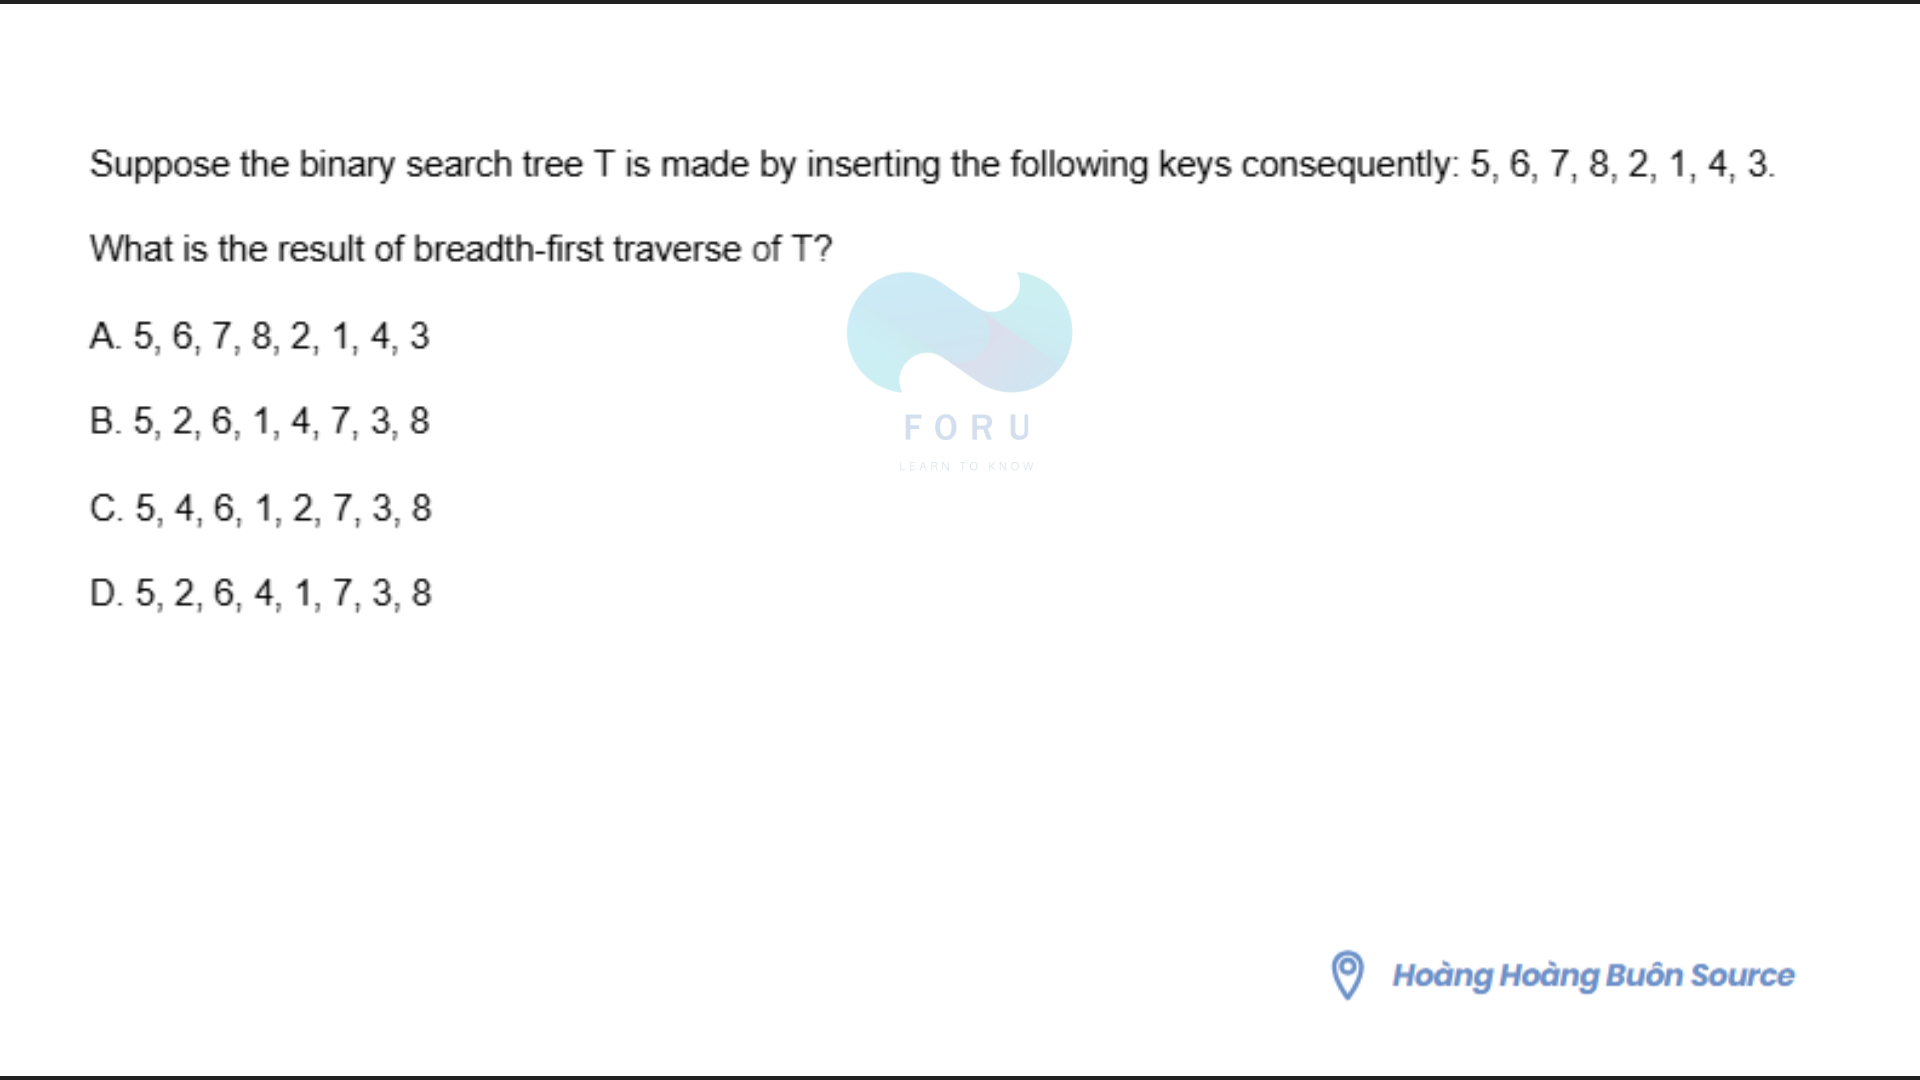 Suppose the binary search tree T is made by inserting the following keys consequently: 5, 6, 7, 8, 2, 1, 4, 3.
What is the result of breadth-first traverse of T?
A. 5, 6, 7, 8, 2, 1, 4, 3
B. 5, 2, 6, 1, 4, 7, 3, 8
C. 5, 4, 6, 1, 2, 7, 3, 8
D. 5, 2, 6, 4, 1, 7, 3, 8
FORU
LEARN TO KNOW
Hoàng Hoàng Buôn Source